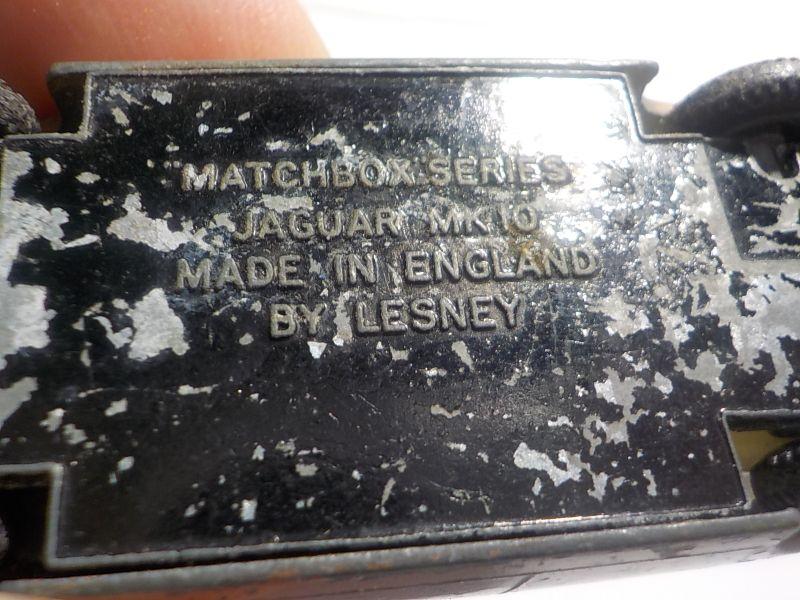 "MATCHBOX" SERIES
JAGUAR MK 10
MADE IN ENGLAND
BY LESNEY